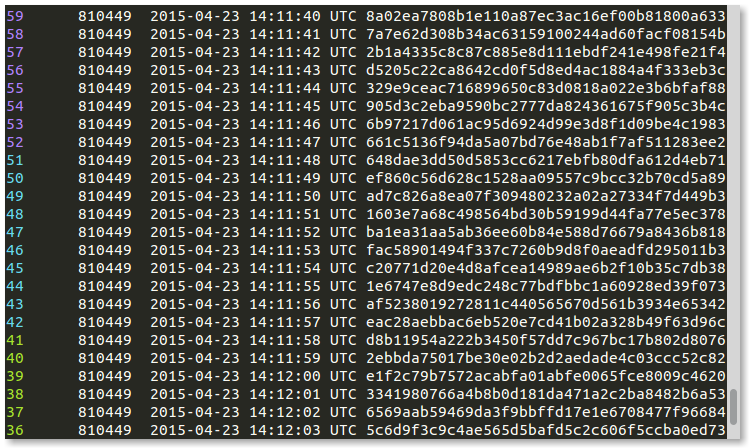 59 810449 2015-04-23 14:11:40 UTC 8a02ea7808b1e110a87ec3ac16ef00b81800a633
58 810449 2015-04-23 14:11:41 UTC 7a7e62d308b34ac63159100244ad60facf08154b
57 810449 2015-04-23 14:11:42 UTC 2b1a4335c8c87c885e8d111ebdf241e498fe21f4
56 810449 2015-04-23 14:11:43 UTC d5205c22ca8642cd0f5d8ed4ac1884a4f333eb3c
55 810449 2015-04-23 14:11:44 UTC 329e9ceac716899650c83d0818a022e3b6bfaf88
54 810449 2015-04-23 14:11:45 UTC 905d3c2eba9590bc2777da824361675f905c3b4c
53 810449 2015-04-23 14:11:46 UTC 6b97217d061ac95d6924d99e3d8f1d09be4c1983
52 810449 2015-04-23 14:11:47 UTC 661c5136f94da5a07bd76e48ab1f7af511283ee2
51 810449 2015-04-23 14:11:48 UTC 648dae3dd50d5853cc6217ebfb80dfa612d4eb71
50 810449 2015-04-23 14:11:49 UTC ef860c56d628c1528aa09557c9bcc32b70cd5a89
49 810449 2015-04-23 14:11:50 UTC ad7c826a8ea07f309480232a02a27334f7d449b3
48 810449 2015-04-23 14:11:51 UTC 1603e7a68c498564bd30b59199d44fa77e5ec378
47 810449 2015-04-23 14:11:52 UTC ba1ea31aa5ab36ee60b84e588d76679a8436b818
46 810449 2015-04-23 14:11:53 UTC fac58901494f337c7260b9d8f0aeadfd295011b3
45 810449 2015-04-23 14:11:54 UTC c20771d20e4d8afcea14989ae6b2f10b35c7db38
44 810449 2015-04-23 14:11:55 UTC 1e6747e8d9edc248c77bdfbbc1a60928ed39f073
43 810449 2015-04-23 14:11:56 UTC af5238019272811c440565670d561b3934e65342
42 810449 2015-04-23 14:11:57 UTC eac28aebbac6eb520e7cd41b02a328b49f63d96c
41 810449 2015-04-23 14:11:58 UTC d8b11954a222b3450f57dd7c967bc17b802d8076
40 810449 2015-04-23 14:11:59 UTC 2ebbda75017be30e02b2d2aedade4c03ccc52c82
39 810449 2015-04-23 14:12:00 UTC e1f2c79b7572acabfa01abfe0065fce8009c4620
38 810449 2015-04-23 14:12:01 UTC 3341980766a4b8b0d181da471a2c2ba8482b6a53
37 810449 2015-04-23 14:12:02 UTC 6569aab59469da3f9bbffd17e1e6708477f96684
36 810449 2015-04-23 14:12:03 UTC 5c6d9f3c9c4ae565d5bafd5c2c606f5ccba0ed73